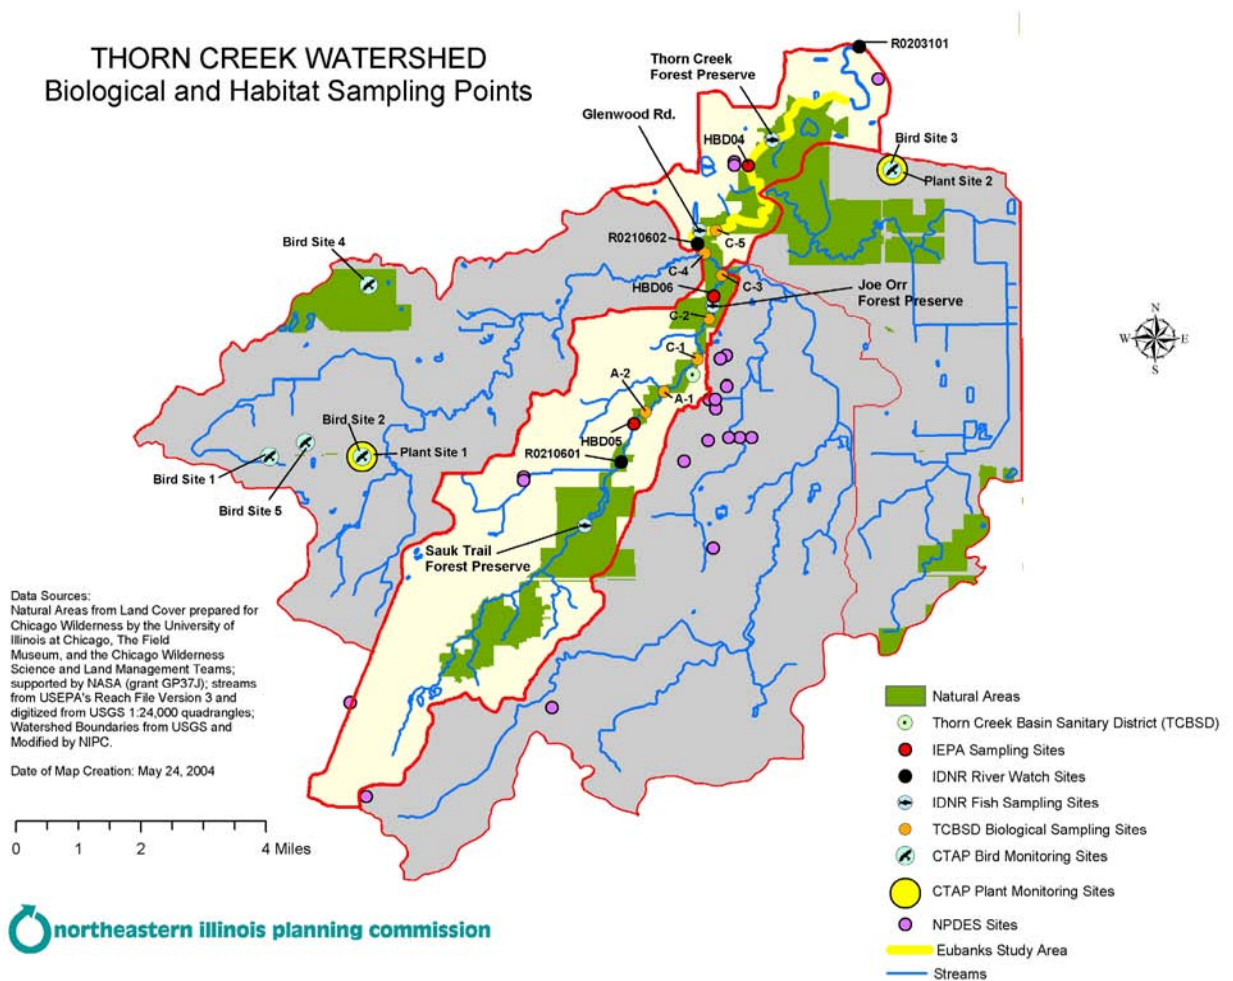 THORN CREEK WATERSHED
Biological and Habitat Sampling Points
R0203101
Thorn Creek
Forest Preserve
Glenwood Rd.
HBD04
Bird Site 3
Plant Site 2
Bird Site 4
R0210602
C-5
C-4
C-3
HBD06
Joe Orr
Forest Preserve
C-2
C-1
A-2
A-1
HBD05
R0210601
Bird Site 2
Plant Site 1
Bird Site 1
Bird Site 5
Sauk Trail
Forest Preserve
N
W
E
S
Data Sources:
Natural Areas from Land Cover prepared for
Chicago Wilderness by the University of
Illinois at Chicago, The Field
Museum, and the Chicago Wilderness
Science and Land Management Teams;
supported by NASA (grant GP37J); streams
from USEPA's Reach File Version 3 and
digitized from USGS 1:24,000 quadrangles;
Watershed Boundaries from USGS and
Modified by NIPC.
Date of Map Creation: May 24, 2004
0 1 2 4 Miles
northeastern illinois planning commission
Natural Areas
Thorn Creek Basin Sanitary District (TCBSD)
IEPA Sampling Sites
IDNR River Watch Sites
IDNR Fish Sampling Sites
TCBSD Biological Sampling Sites
CTAP Bird Monitoring Sites
CTAP Plant Monitoring Sites
NPDES Sites
Eubanks Study Area
Streams